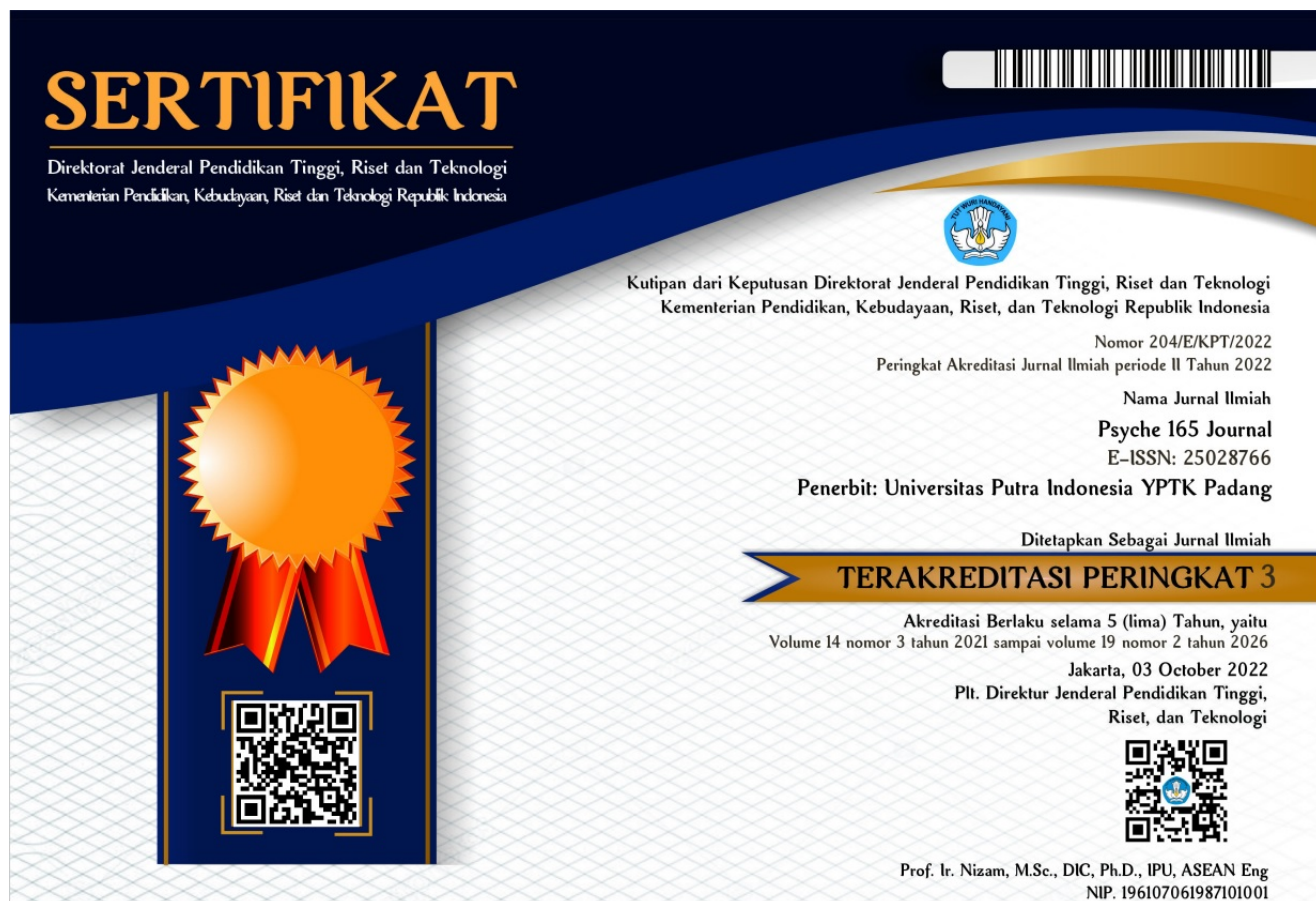 SERTIFIKAT
Direktorat Jenderal Pendidikan Tinggi, Riset dan Teknologi
Kementerian Pendidikan, Kebudayaan, Riset dan Teknologi Republik Indonesia
TUT WURI HANDAYANI
Kutipan dari Keputusan Direktorat Jenderal Pendidikan Tinggi, Riset dan Teknologi
Kementerian Pendidikan, Kebudayaan, Riset, dan Teknologi Republik Indonesia
Nomor 204/E/KPT/2022
Peringkat Akreditasi Jurnal Ilmiah periode II Tahun 2022
Nama Jurnal Ilmiah
Psyche 165 Journal
E-ISSN: 25028766
Penerbit: Universitas Putra Indonesia YPTK Padang
Ditetapkan Sebagai Jurnal Ilmiah
TERAKREDITASI PERINGKAT 3
Akreditasi Berlaku selama 5 (lima) Tahun, yaitu
Volume 14 nomor 3 tahun 2021 sampai volume 19 nomor 2 tahun 2026
Jakarta, 03 October 2022
Plt. Direktur Jenderal Pendidikan Tinggi,
Riset, dan Teknologi
Prof. Ir. Nizam, M.Sc., DIC, Ph.D., IPU, ASEAN Eng
NIP. 196107061987101001